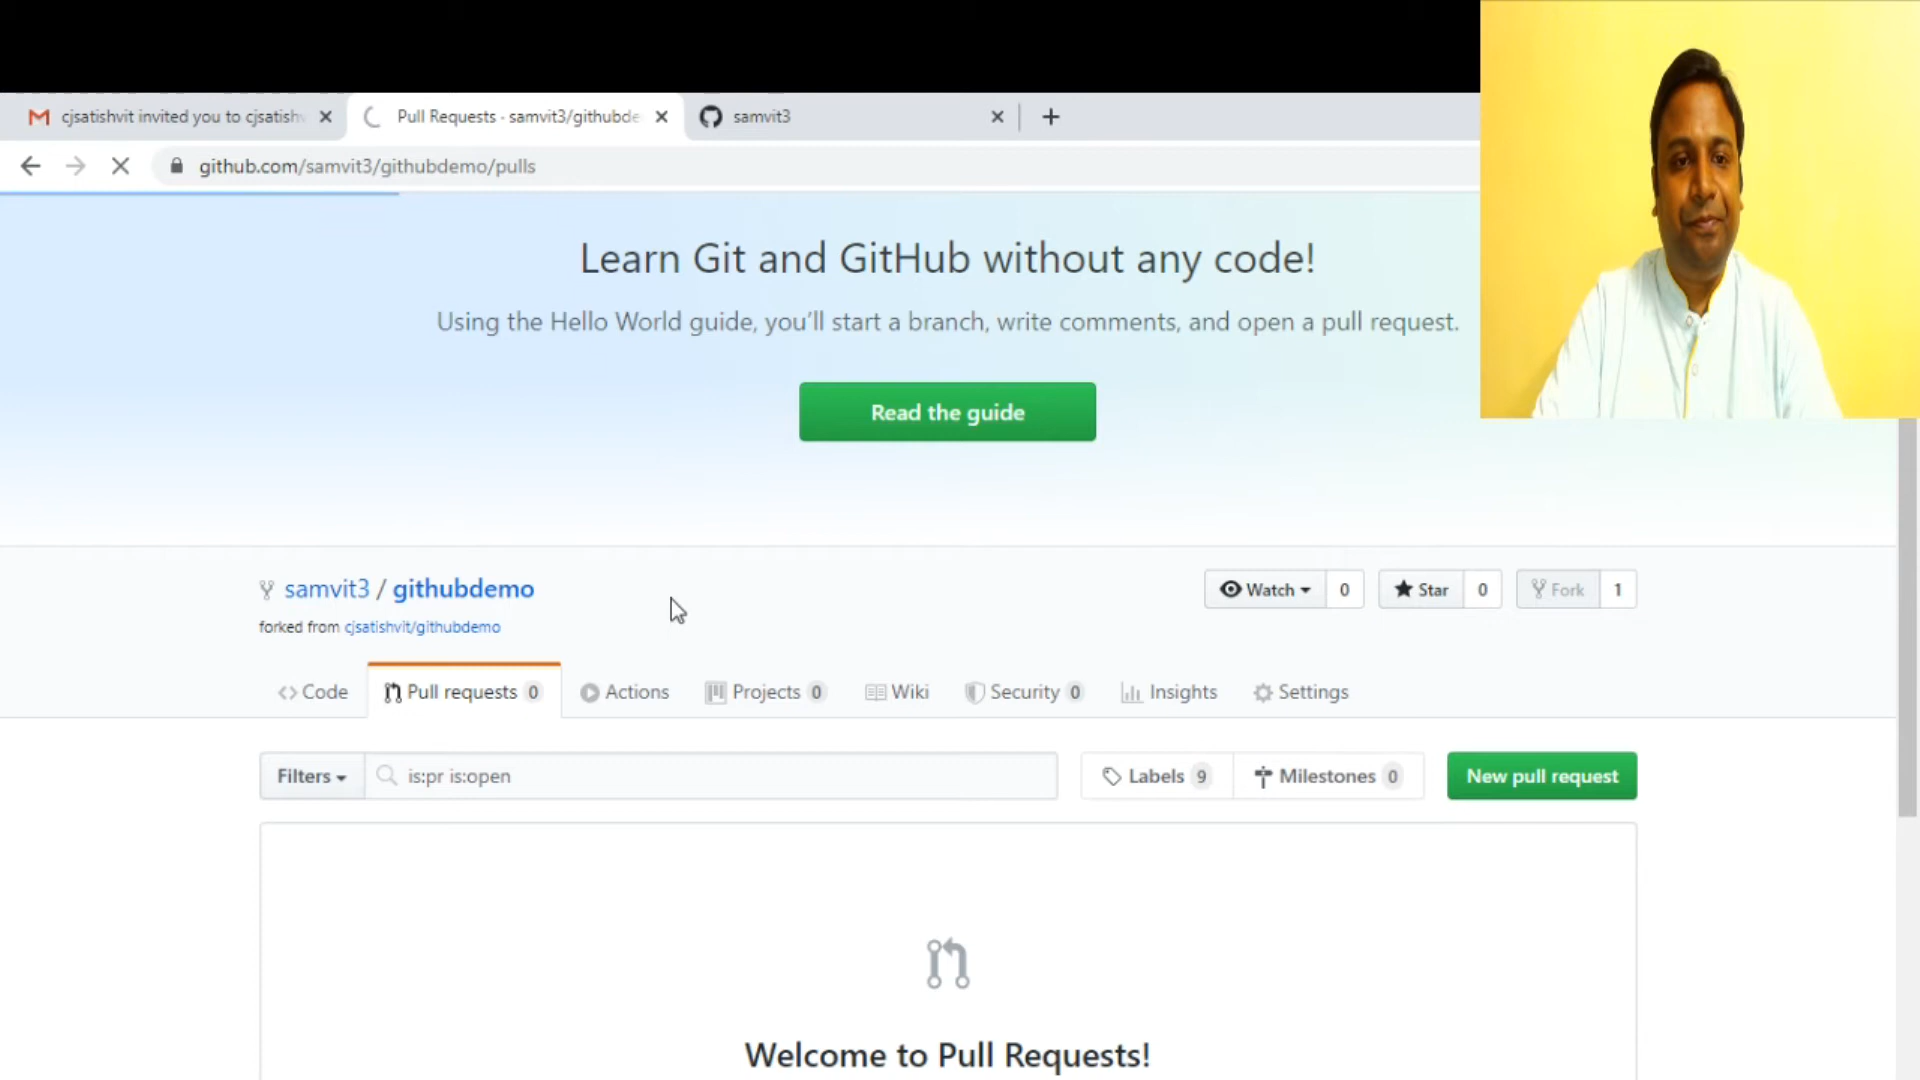 cjsatishvit invited you to cjsatishv
Pull Requests - samvit3/githubde
samvit3
github.com/samvit3/githubdemo/pulls
Learn Git and GitHub without any code!
Using the Hello World guide, you'll start a branch, write comments, and open a pull request.
Read the guide
samvit3 / githubdemo
Watch 0
Star 0
Fork 1
forked from cjsatishvit/githubdemo
Code
Pull requests 0
Actions
Projects 0
Wiki
Security 0
Insights
Settings
Filters
is:pr is:open
Labels 9
Milestones 0
New pull request
Welcome to Pull Requests!